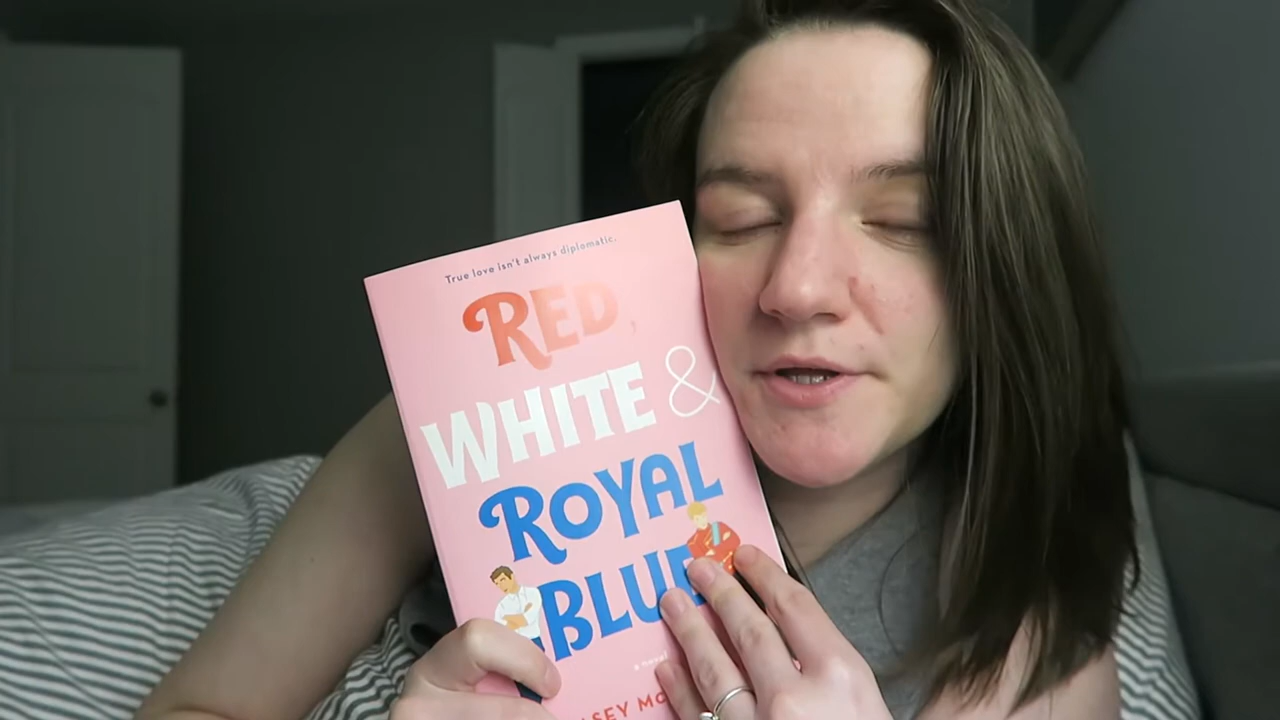 True love isn't always diplomatic.
RED,
WHITE &
ROYAL
BLUE
a novel